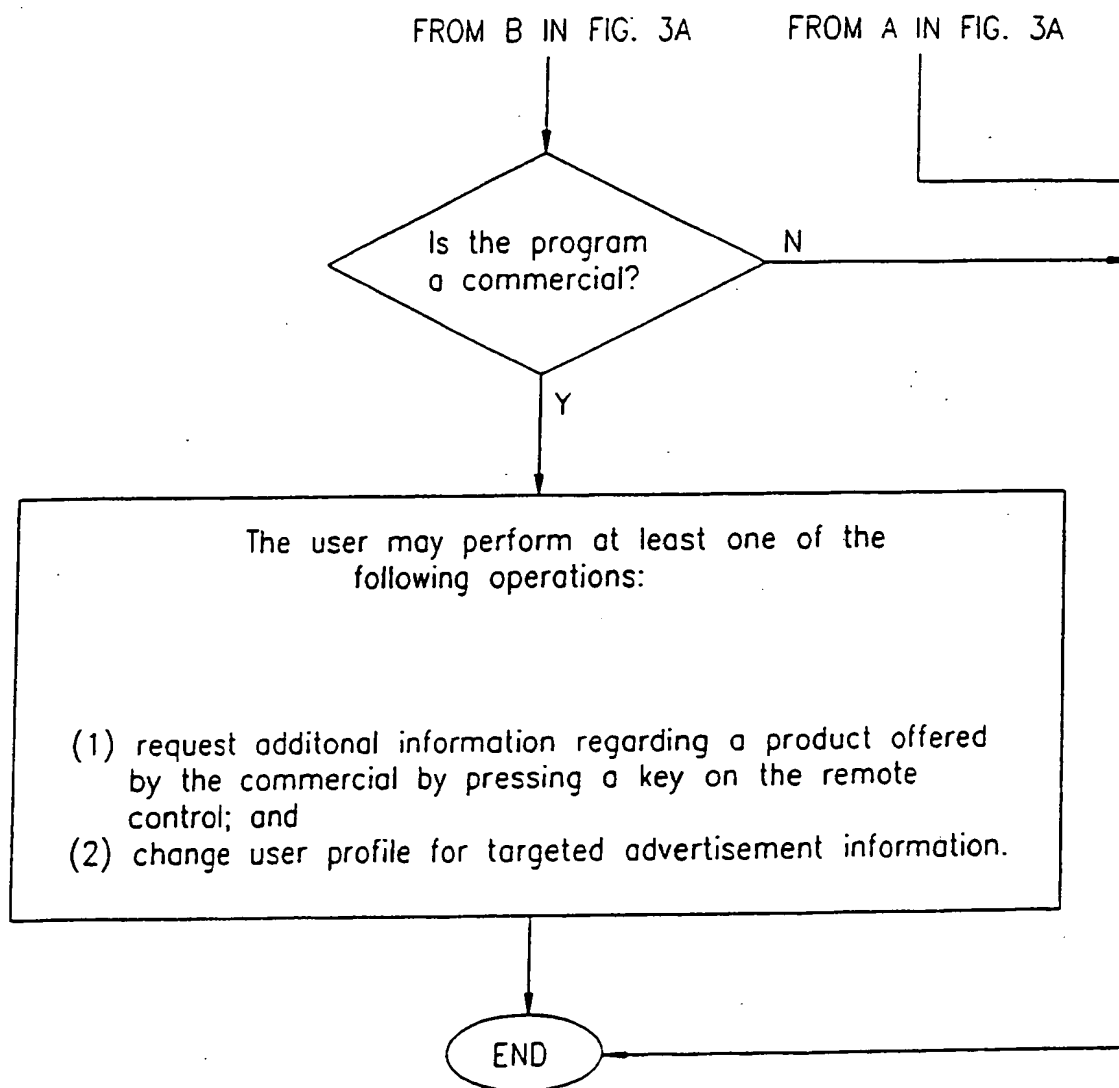 FROM B IN FIG. 3A
FROM A IN FIG. 3A
Is the program
a commercial?
N
Y
The user may perform at least one of the
following operations:
(1) request additonal information regarding a product offered
by the commercial by pressing a key on the remote
control; and
(2) change user profile for targeted advertisement information.
END